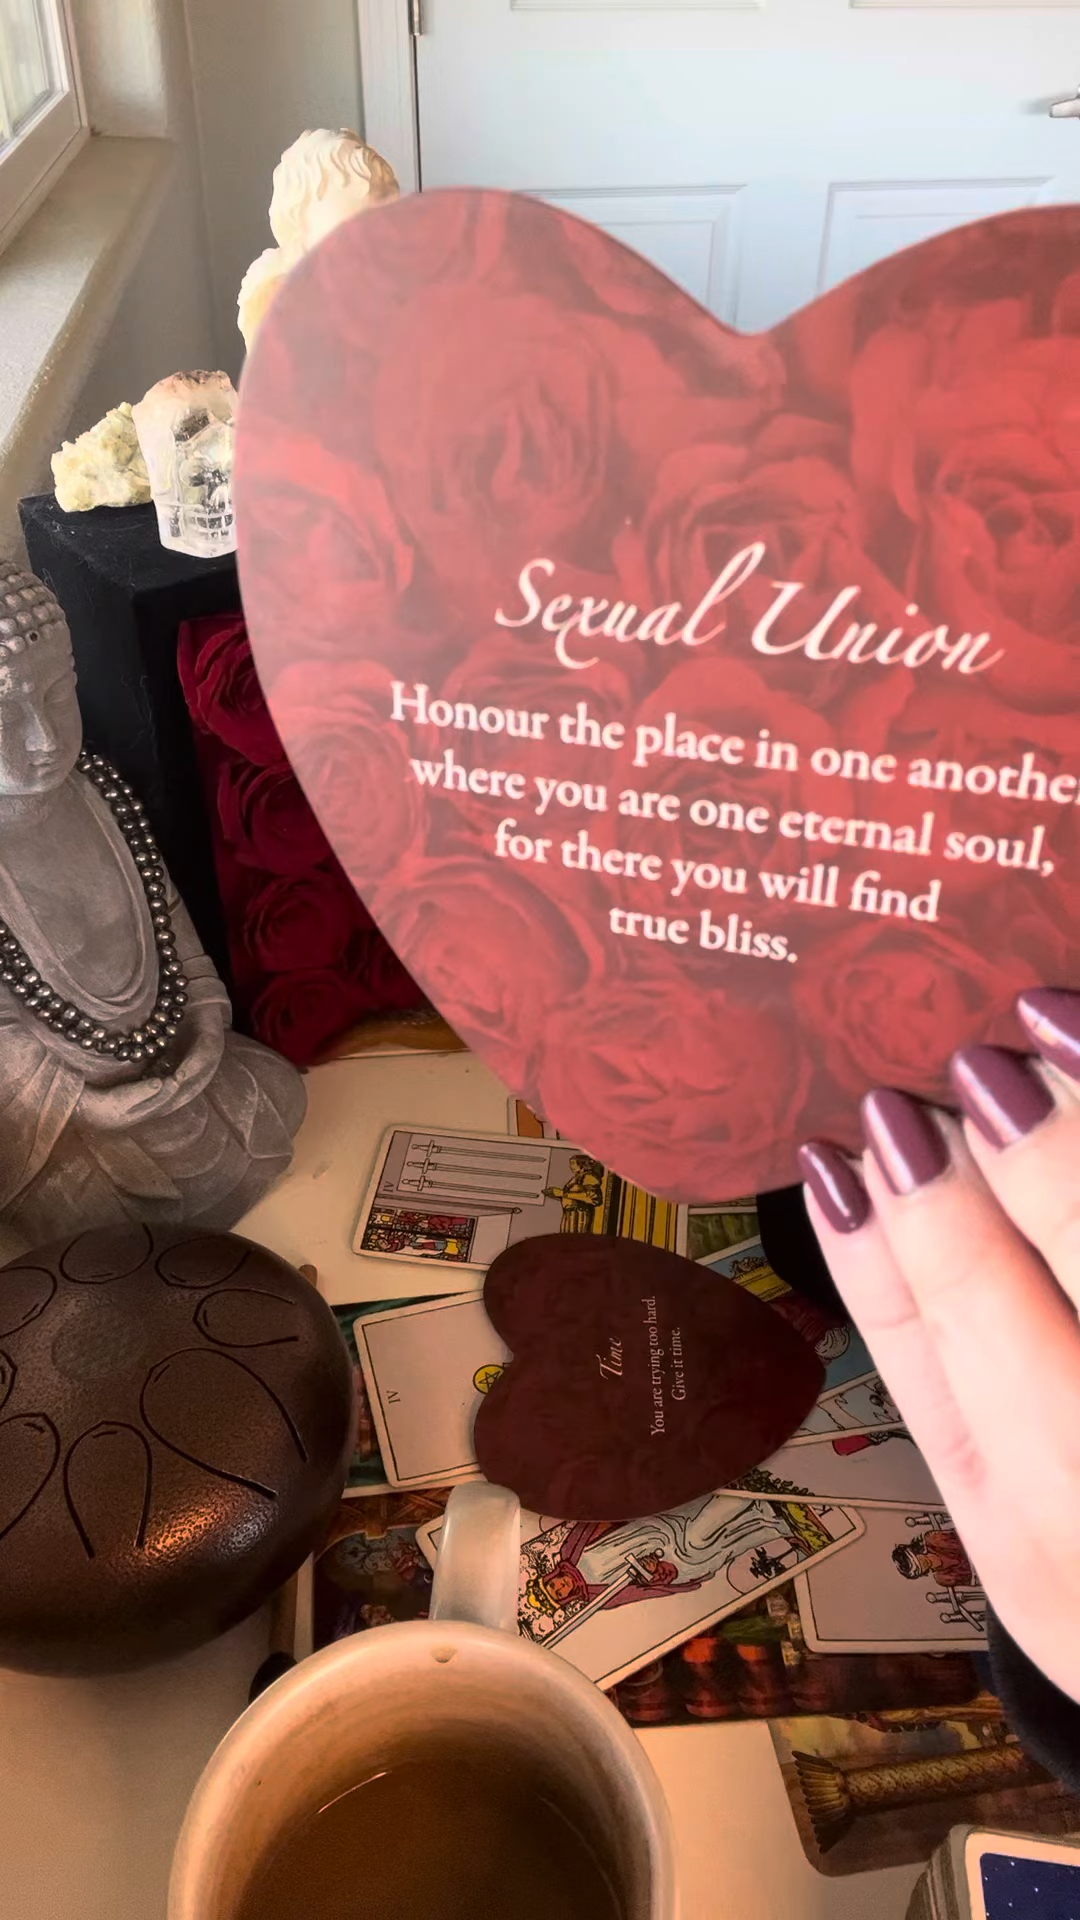 Sexual Union
Honour the place in one another
where you are one eternal soul,
for there you will find
true bliss.
IV
Time
You are trying too hard.
Give it time.
IV